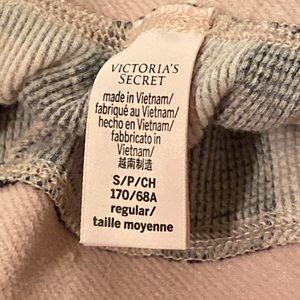 VICTORIA'S
SECRET
made in Vietnam/
fabriqué au Vietnam/
hecho en Vietnam/
fabbricato in
Vietnam/
越南制造
S/P/CH
170/68A
regular/
taille moyenne